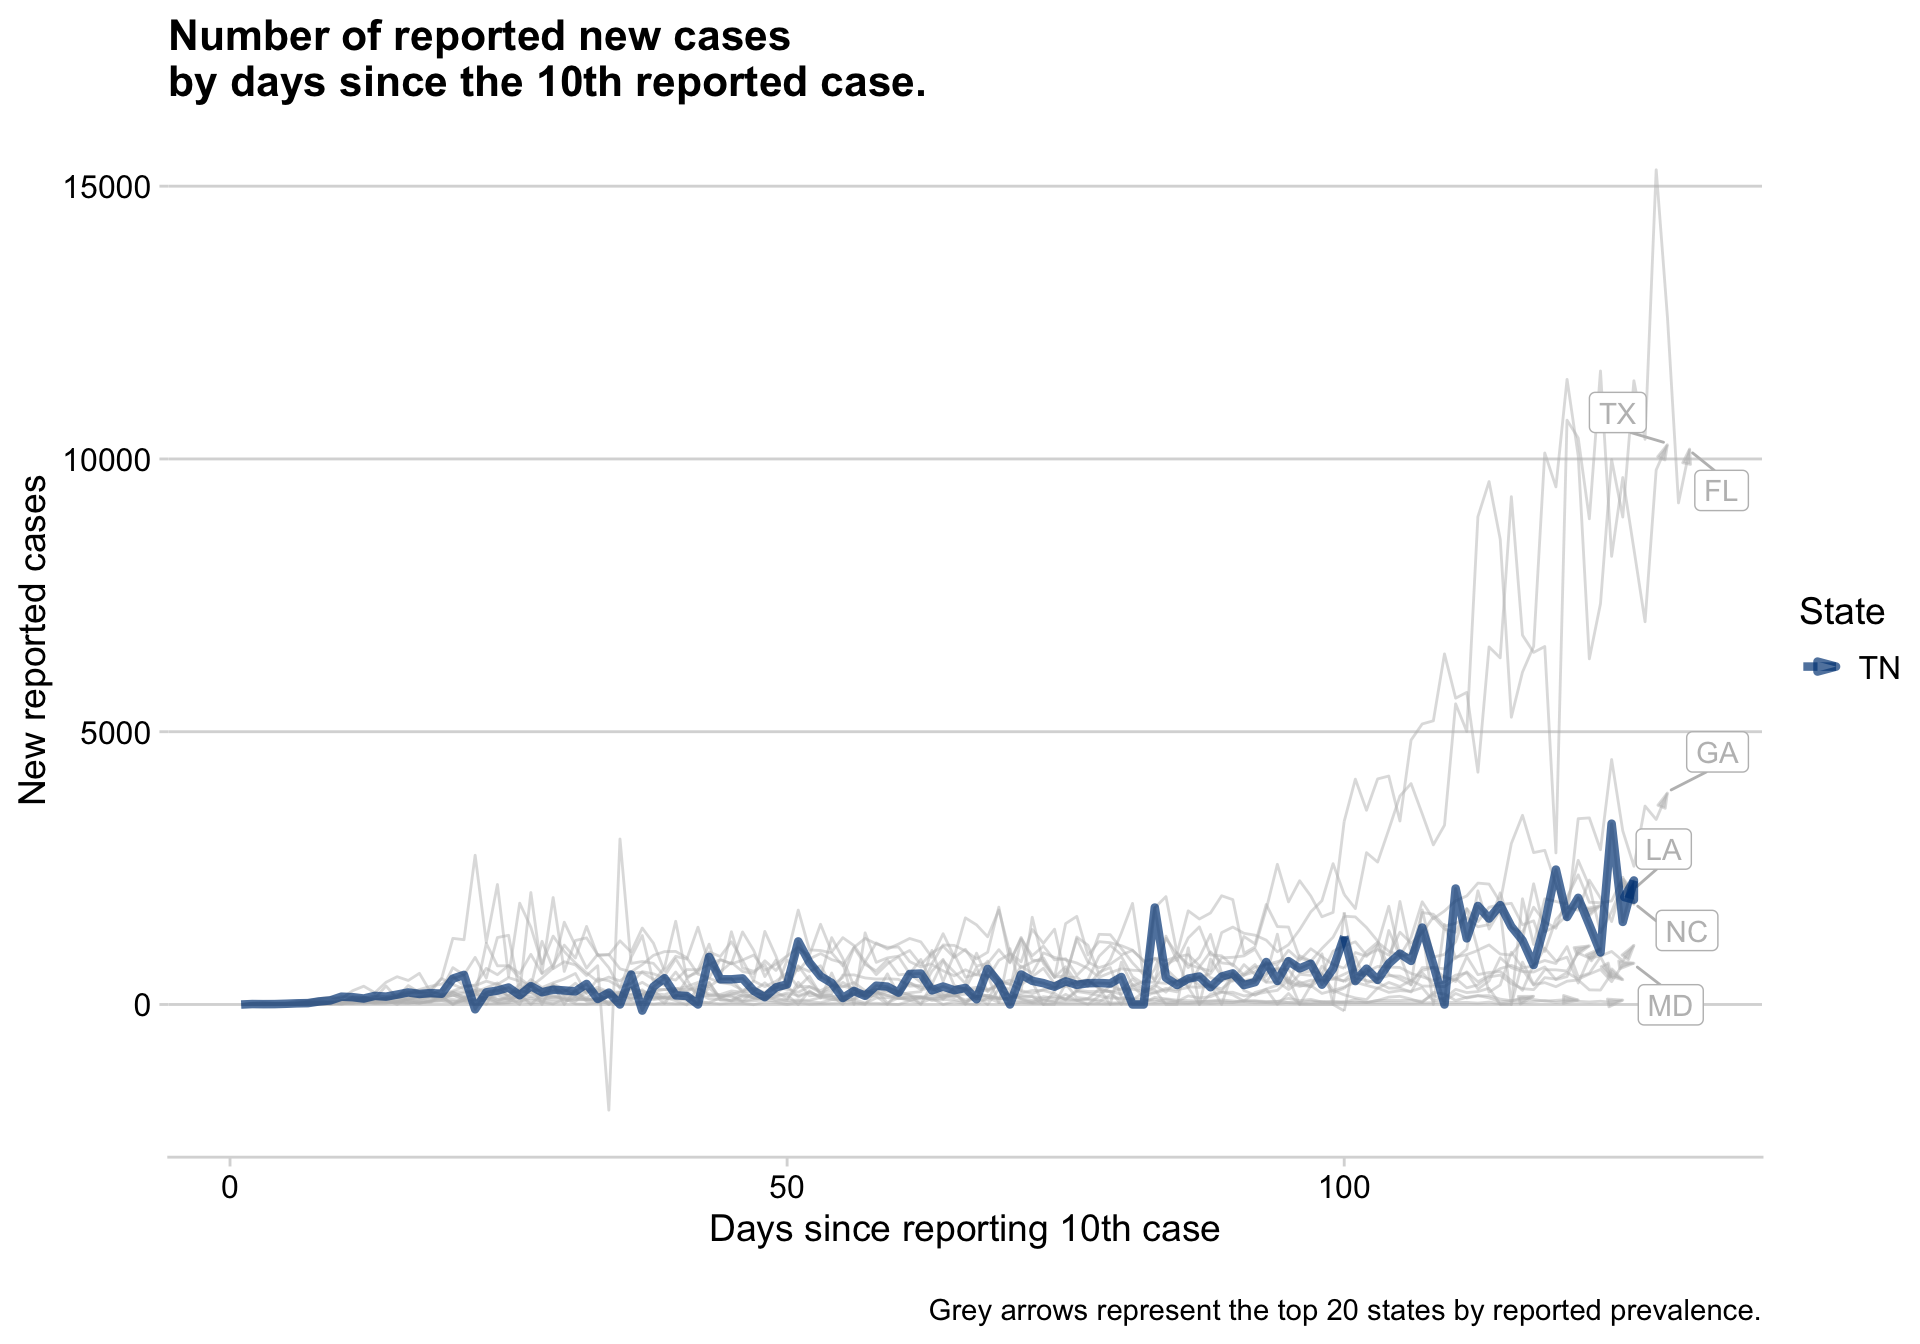 Number of reported new cases
by days since the 10th reported case.
15000
10000
5000
0
New reported cases
TX
FL
GA
LA
NC
MD
State
TN
0
50
100
Days since reporting 10th case
Grey arrows represent the top 20 states by reported prevalence.